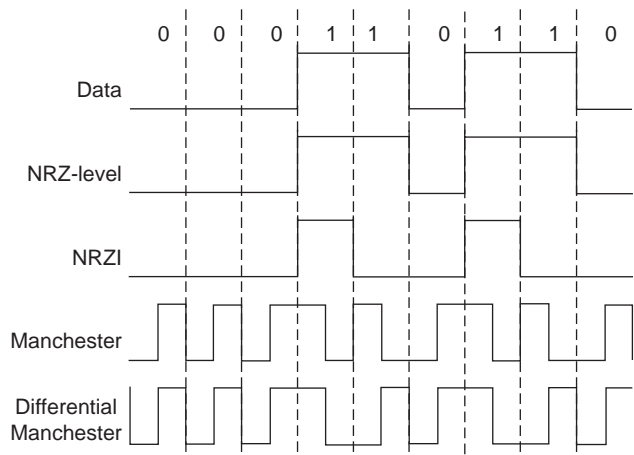 0 0 0 1 1 0 1 1 0
Data
NRZ-level
NRZI
Manchester
Differential
Manchester